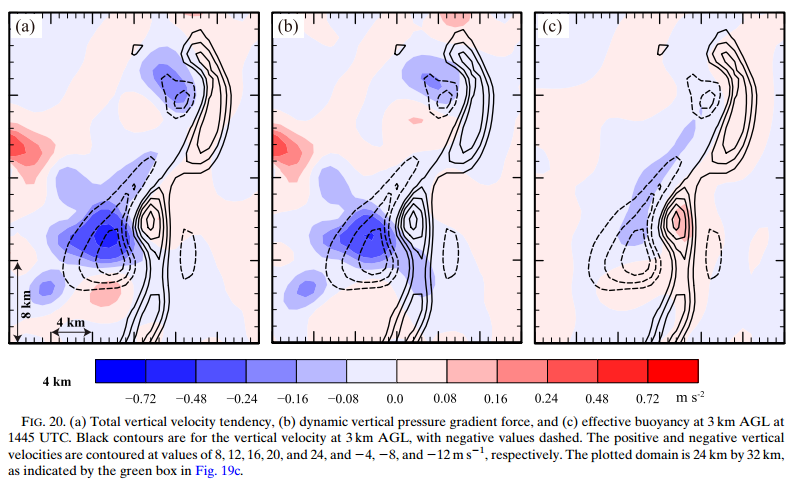 (a) (b) (c)
8 km
4 km
4 km
−0.72 −0.48 −0.24 −0.16 −0.08 0.0 0.08 0.16 0.24 0.48 0.72 m s-2
FIG. 20. (a) Total vertical velocity tendency, (b) dynamic vertical pressure gradient force, and (c) effective buoyancy at 3 km AGL at
1445 UTC. Black contours are for the vertical velocity at 3 km AGL, with negative values dashed. The positive and negative vertical
velocities are contoured at values of 8, 12, 16, 20, and 24, and −4, −8, and −12 m s−1, respectively. The plotted domain is 24 km by 32 km,
as indicated by the green box in Fig. 19c.